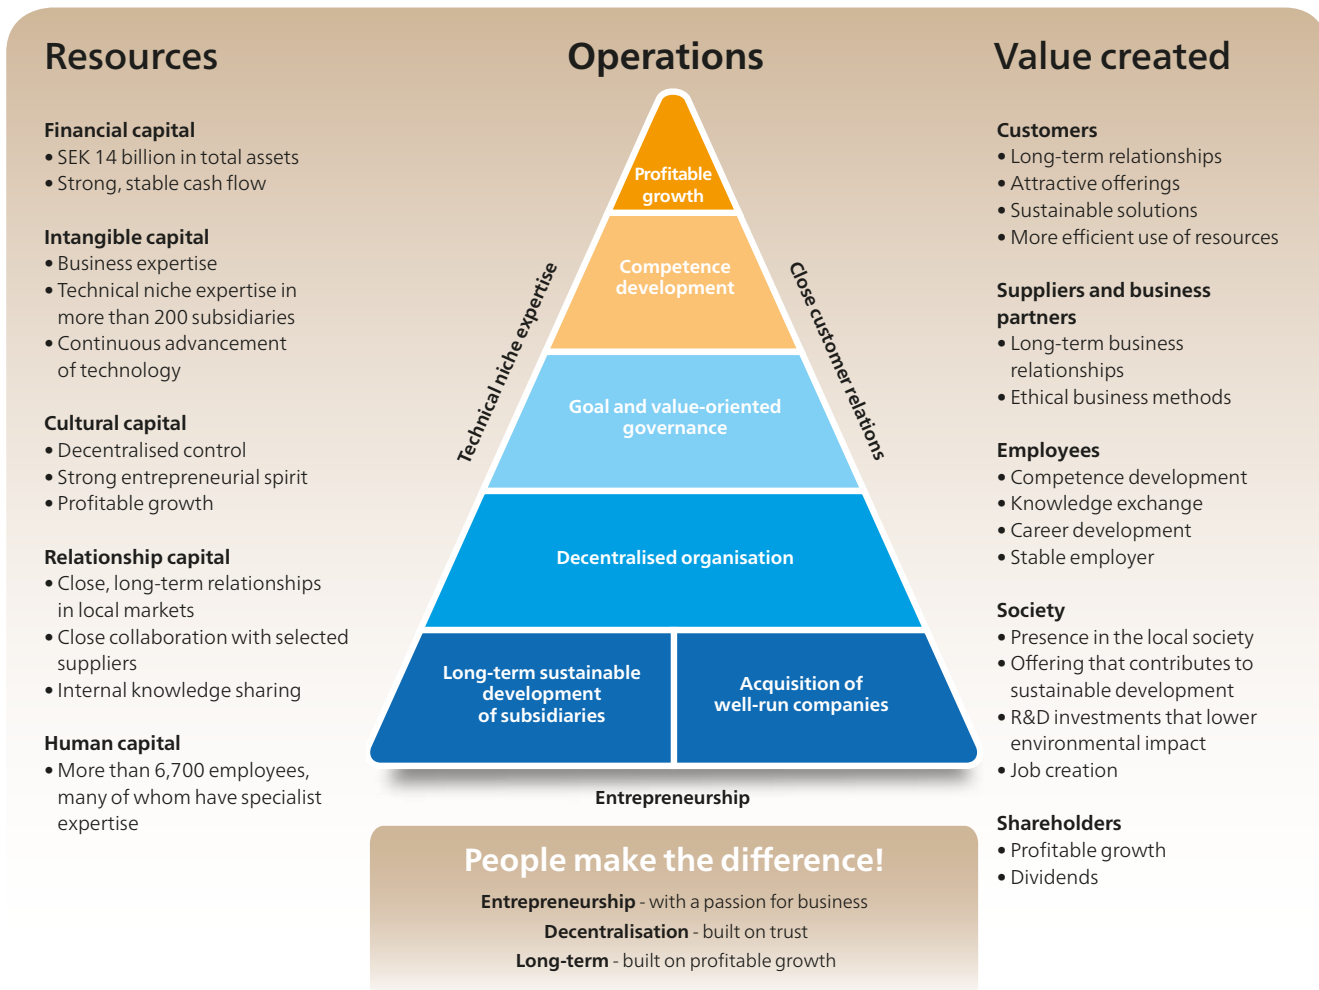 Resources
Financial capital
• SEK 14 billion in total assets
• Strong, stable cash flow
Intangible capital
• Business expertise
• Technical niche expertise in
more than 200 subsidiaries
• Continuous advancement
of technology
Cultural capital
• Decentralised control
• Strong entrepreneurial spirit
• Profitable growth
Relationship capital
• Close, long-term relationships
in local markets
• Close collaboration with selected
suppliers
• Internal knowledge sharing
Human capital
• More than 6,700 employees,
many of whom have specialist
expertise
Operations
Profitable
growth
Competence
development
Goal and value-oriented
governance
Decentralised organisation
Long-term sustainable
development
of subsidiaries
Acquisition of
well-run companies
Technical niche expertise
Close customer relations
Entrepreneurship
People make the difference!
Entrepreneurship - with a passion for business
Decentralisation - built on trust
Long-term - built on profitable growth
Value created
Customers
• Long-term relationships
• Attractive offerings
• Sustainable solutions
• More efficient use of resources
Suppliers and business
partners
• Long-term business
relationships
• Ethical business methods
Employees
• Competence development
• Knowledge exchange
• Career development
• Stable employer
Society
• Presence in the local society
• Offering that contributes to
sustainable development
• R&D investments that lower
environmental impact
• Job creation
Shareholders
• Profitable growth
• Dividends